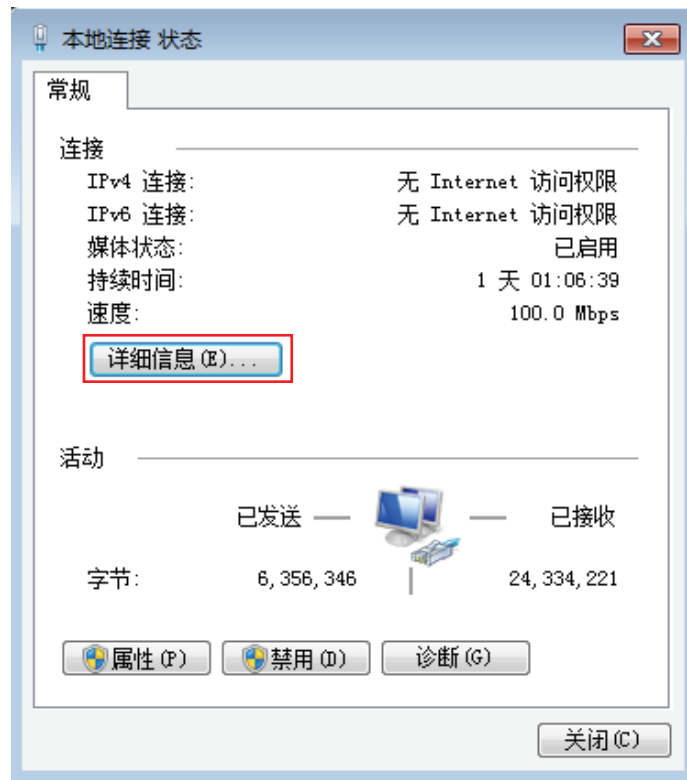 本地连接 状态
常规
连接
IPv4 连接: 无 Internet 访问权限
IPv6 连接: 无 Internet 访问权限
媒体状态: 已启用
持续时间: 1 天 01:06:39
速度: 100.0 Mbps
详细信息(E)...
活动
已发送 — — 已接收
字节: 6,356,346 | 24,334,221
属性(P) 禁用(D) 诊断(G)
关闭(C)